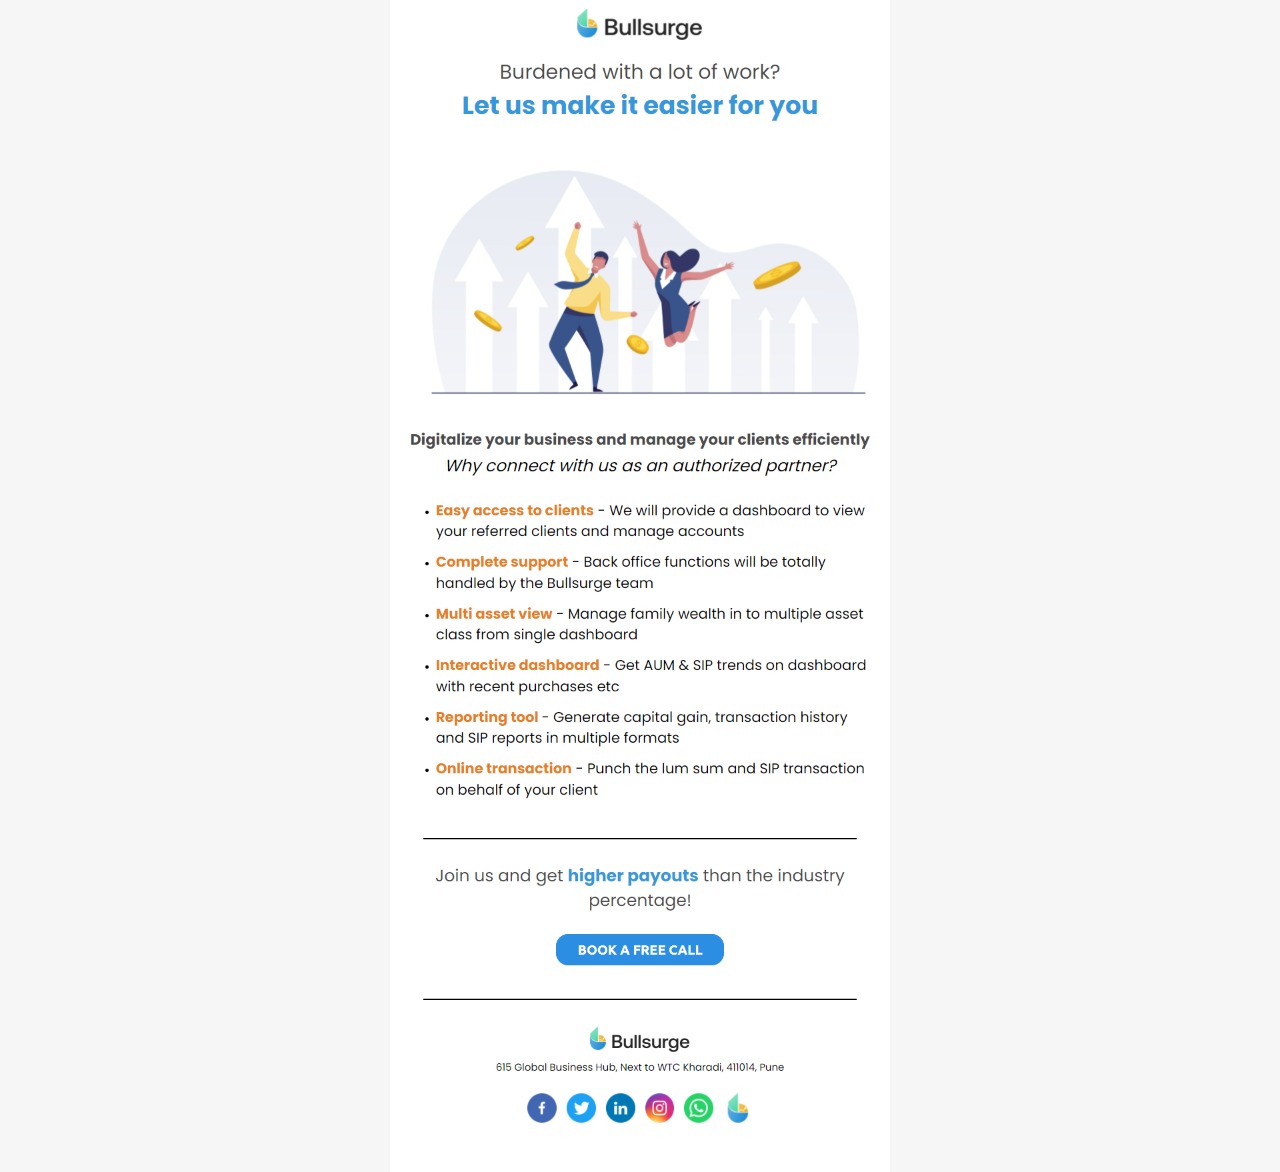 Bullsurge
Burdened with a lot of work?
Let us make it easier for you
Digitalize your business and manage your clients efficiently
Why connect with us as an authorized partner?
• Easy access to clients - We will provide a dashboard to view
your referred clients and manage accounts
• Complete support - Back office functions will be totally
handled by the Bullsurge team
• Multi asset view - Manage family wealth in to multiple asset
class from single dashboard
• Interactive dashboard - Get AUM & SIP trends on dashboard
with recent purchases etc
• Reporting tool - Generate capital gain, transaction history
and SIP reports in multiple formats
• Online transaction - Punch the lum sum and SIP transaction
on behalf of your client
Join us and get higher payouts than the industry
percentage!
BOOK A FREE CALL
Bullsurge
615 Global Business Hub, Next to WTC Kharadi, 411014, Pune